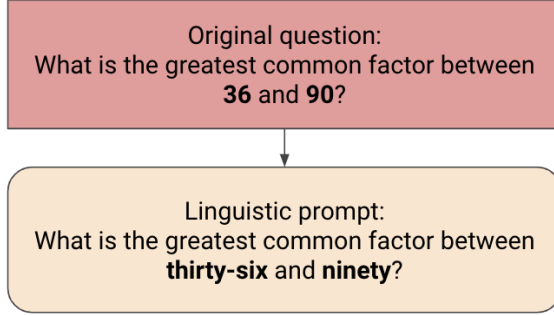 Original question:
What is the greatest common factor between
36 and 90?
Linguistic prompt:
What is the greatest common factor between
thirty-six and ninety?